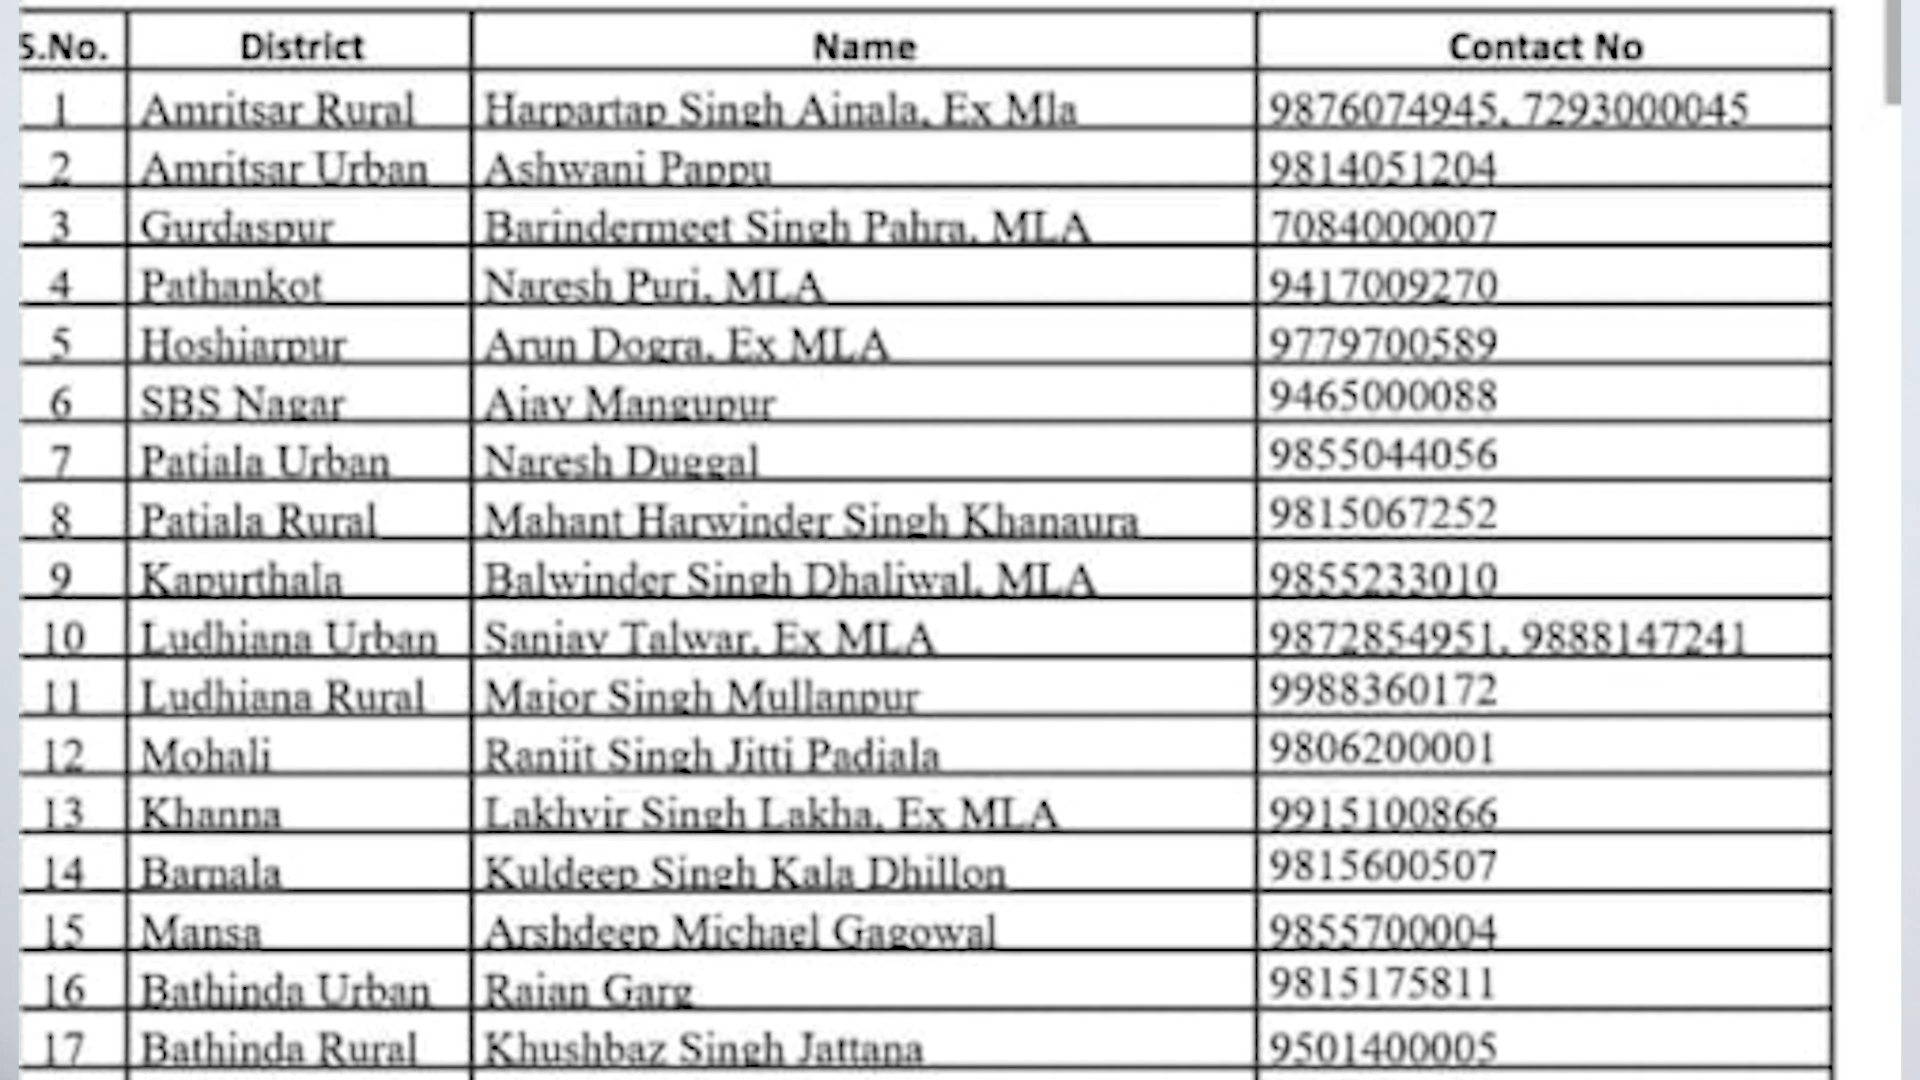 S.No. District Name Contact No
1 Amritsar Rural Harpartap Singh Ajnala, Ex Mla 9876074945, 7293000045
2 Amritsar Urban Ashwani Pappu 9814051204
3 Gurdaspur Barindermeet Singh Pahra, MLA 7084000007
4 Pathankot Naresh Puri, MLA 9417009270
5 Hoshiarpur Arun Dogra, Ex MLA 9779700589
6 SBS Nagar Ajay Mangupur 9465000088
7 Patiala Urban Naresh Duggal 9855044056
8 Patiala Rural Mahant Harwinder Singh Khanaura 9815067252
9 Kapurthala Balwinder Singh Dhaliwal, MLA 9855233010
10 Ludhiana Urban Sanjay Talwar, Ex MLA 9872854951, 9888147241
11 Ludhiana Rural Major Singh Mullanpur 9988360172
12 Mohali Ranjit Singh Jitti Padiala 9806200001
13 Khanna Lakhvir Singh Lakha, Ex MLA 9915100866
14 Barnala Kuldeep Singh Kala Dhillon 9815600507
15 Mansa Arshdeep Michael Gagowal 9855700004
16 Bathinda Urban Rajan Garg 9815175811
17 Bathinda Rural Khushbaz Singh Jattana 9501400005